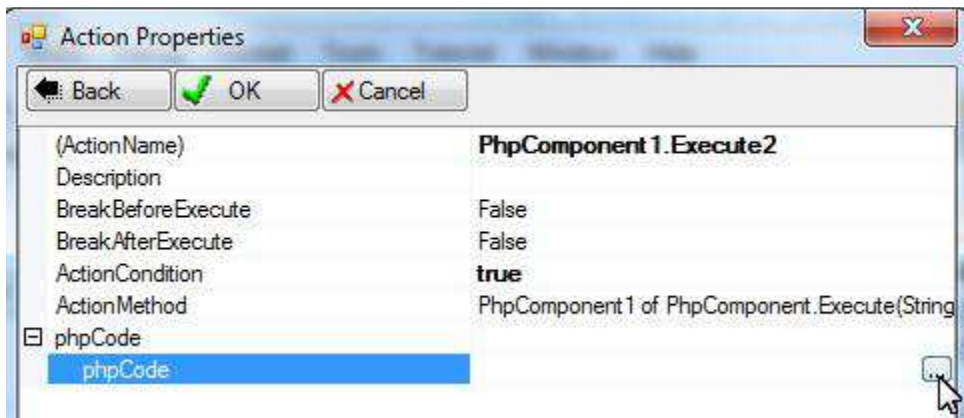 Action Properties
Back OK Cancel
(ActionName) PhpComponent1.Execute2
Description
BreakBeforeExecute False
BreakAfterExecute False
ActionCondition true
ActionMethod PhpComponent1 of PhpComponent.Execute(String
phpCode
phpCode ...